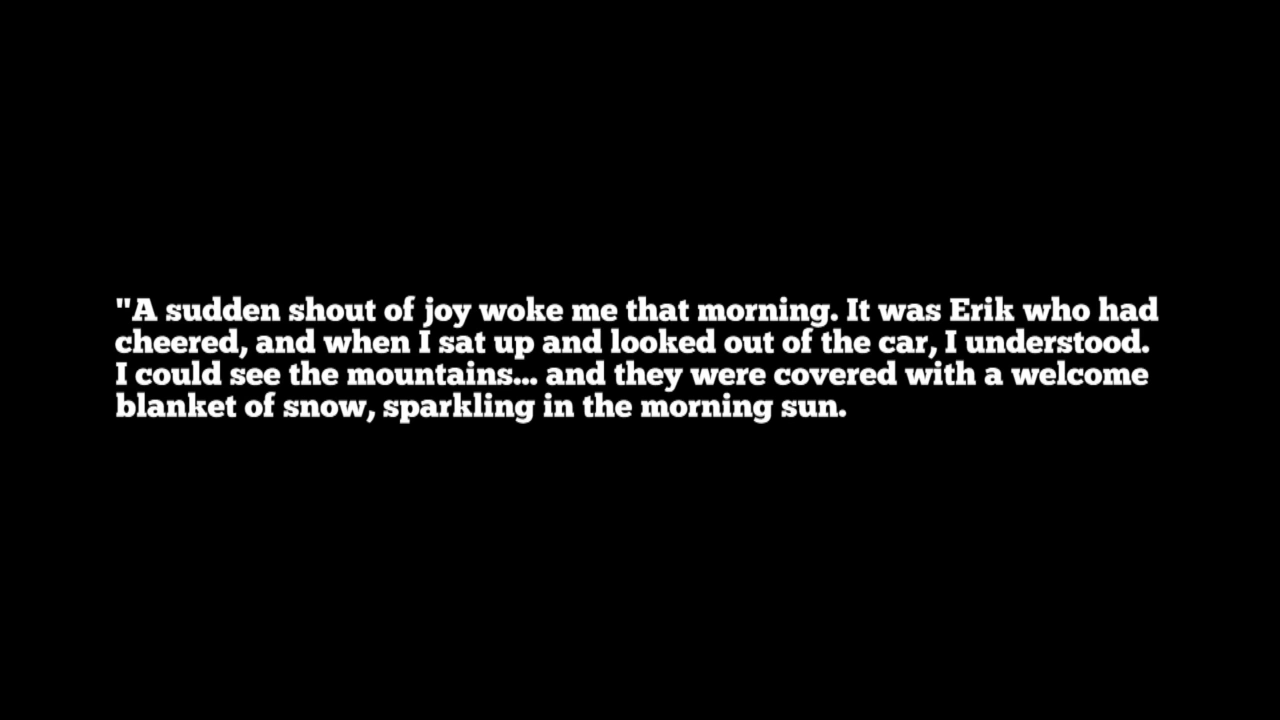 "A sudden shout of joy woke me that morning. It was Erik who had
cheered, and when I sat up and looked out of the car, I understood.
I could see the mountains... and they were covered with a welcome
blanket of snow, sparkling in the morning sun.